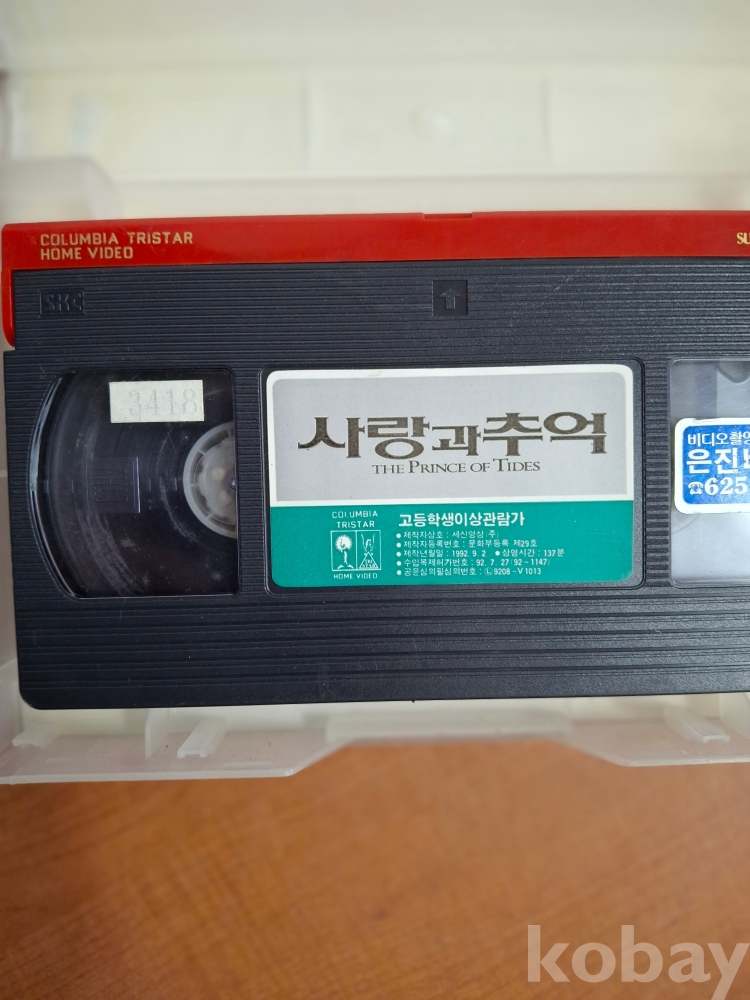 COLUMBIA TRISTAR
HOME VIDEO
SU
SKC
3418
사랑과추억
THE PRINCE OF TIDES
COLUMBIA
TRISTAR
HOME VIDEO
고등학생이상관람가
● 제작자상호 : 세신영상 (주)
● 제작자등록번호 : 문화부등록 제29호
● 제작년월일 : 1992. 9. 2 ● 상영시간 : 137분
● 수입복제허가번호 : 92. 7. 27 (92-1147)
● 공윤심의필심의번호 : Ⓛ 9208-V1013
비디오촬영
은진
☎625
kobay